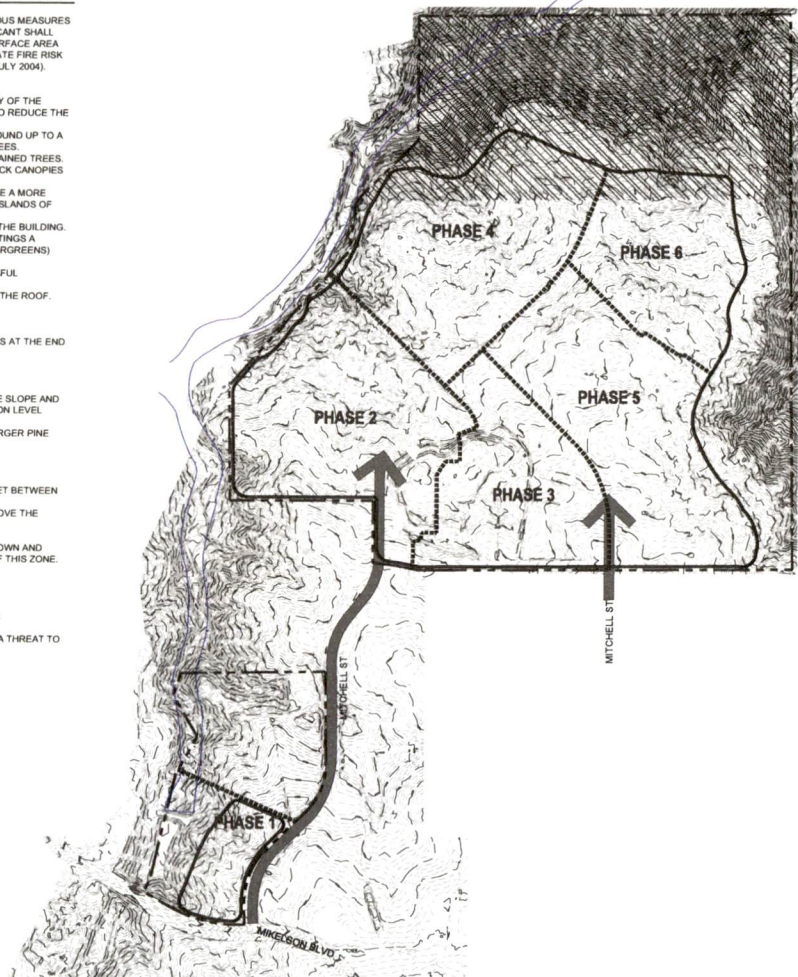 OUS MEASURES
CANT SHALL
RFACE AREA
ATE FIRE RISK
ULY 2004).
Y OF THE
O REDUCE THE
OUND UP TO A
EES.
AINED TREES.
CK CANOPIES
E A MORE
SLANDS OF
THE BUILDING.
TINGS A
RGREENS)
FUL
THE ROOF.
S AT THE END
E SLOPE AND
ON LEVEL
RGER PINE
ET BETWEEN
OVE THE
OWN AND
F THIS ZONE.
A THREAT TO
PHASE 4
PHASE 6
PHASE 5
PHASE 2
PHASE 3
MITCHELL ST
MITCHELL ST
PHASE 1
MIKELSON BLVD